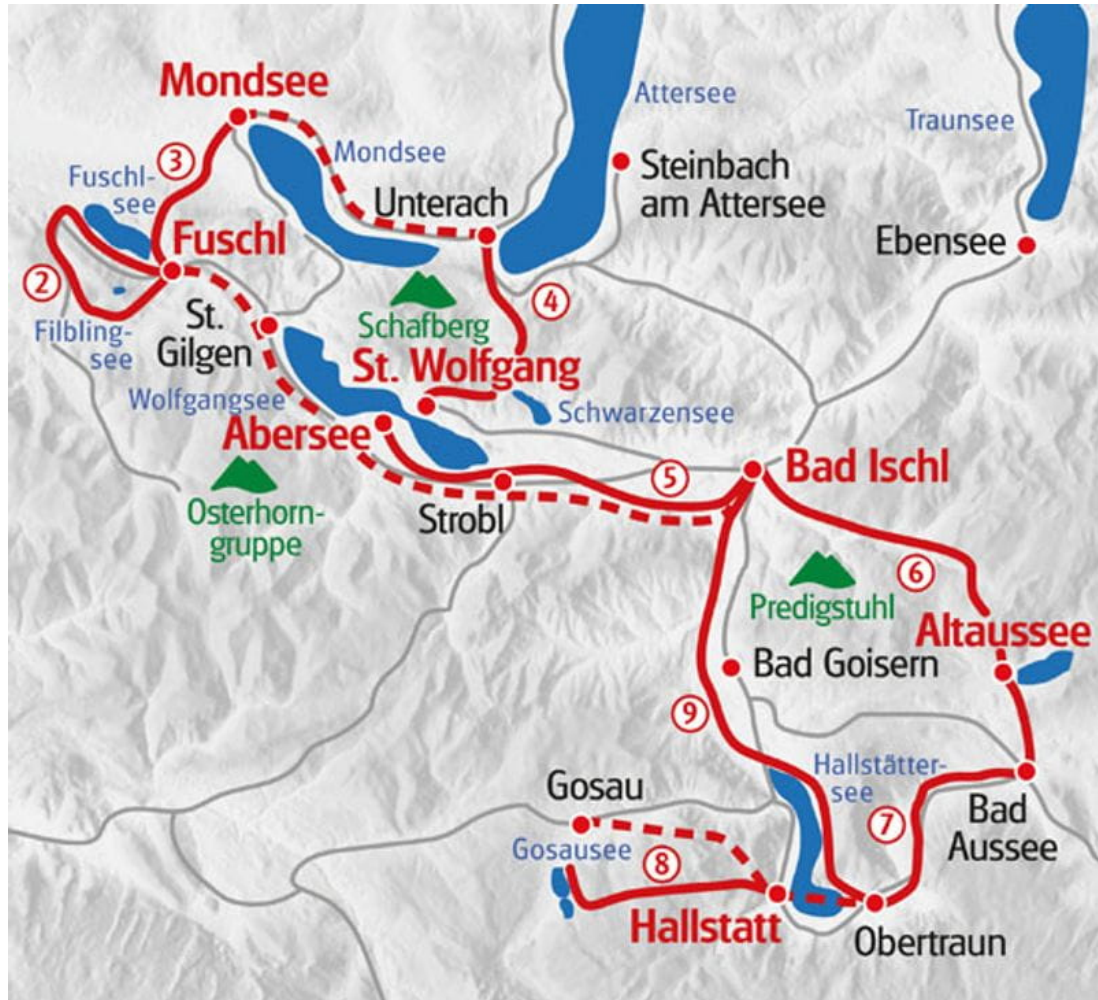 Mondsee
Attersee
Traunsee
③
Mondsee
Fuschl-
see
Steinbach
am Attersee
Unterach
Fuschl
Ebensee
②
④
St.
Gilgen
Schafberg
Filbling-
see
St. Wolfgang
Wolfgangsee
Schwarzensee
Abersee
Bad Ischl
⑤
Strobl
Osterhorn-
gruppe
⑥
Predigstuhl
Altaussee
Bad Goisern
⑨
Hallstätter-
see
Gosau
⑦
Bad
Aussee
Gosausee
⑧
Hallstatt
Obertraun